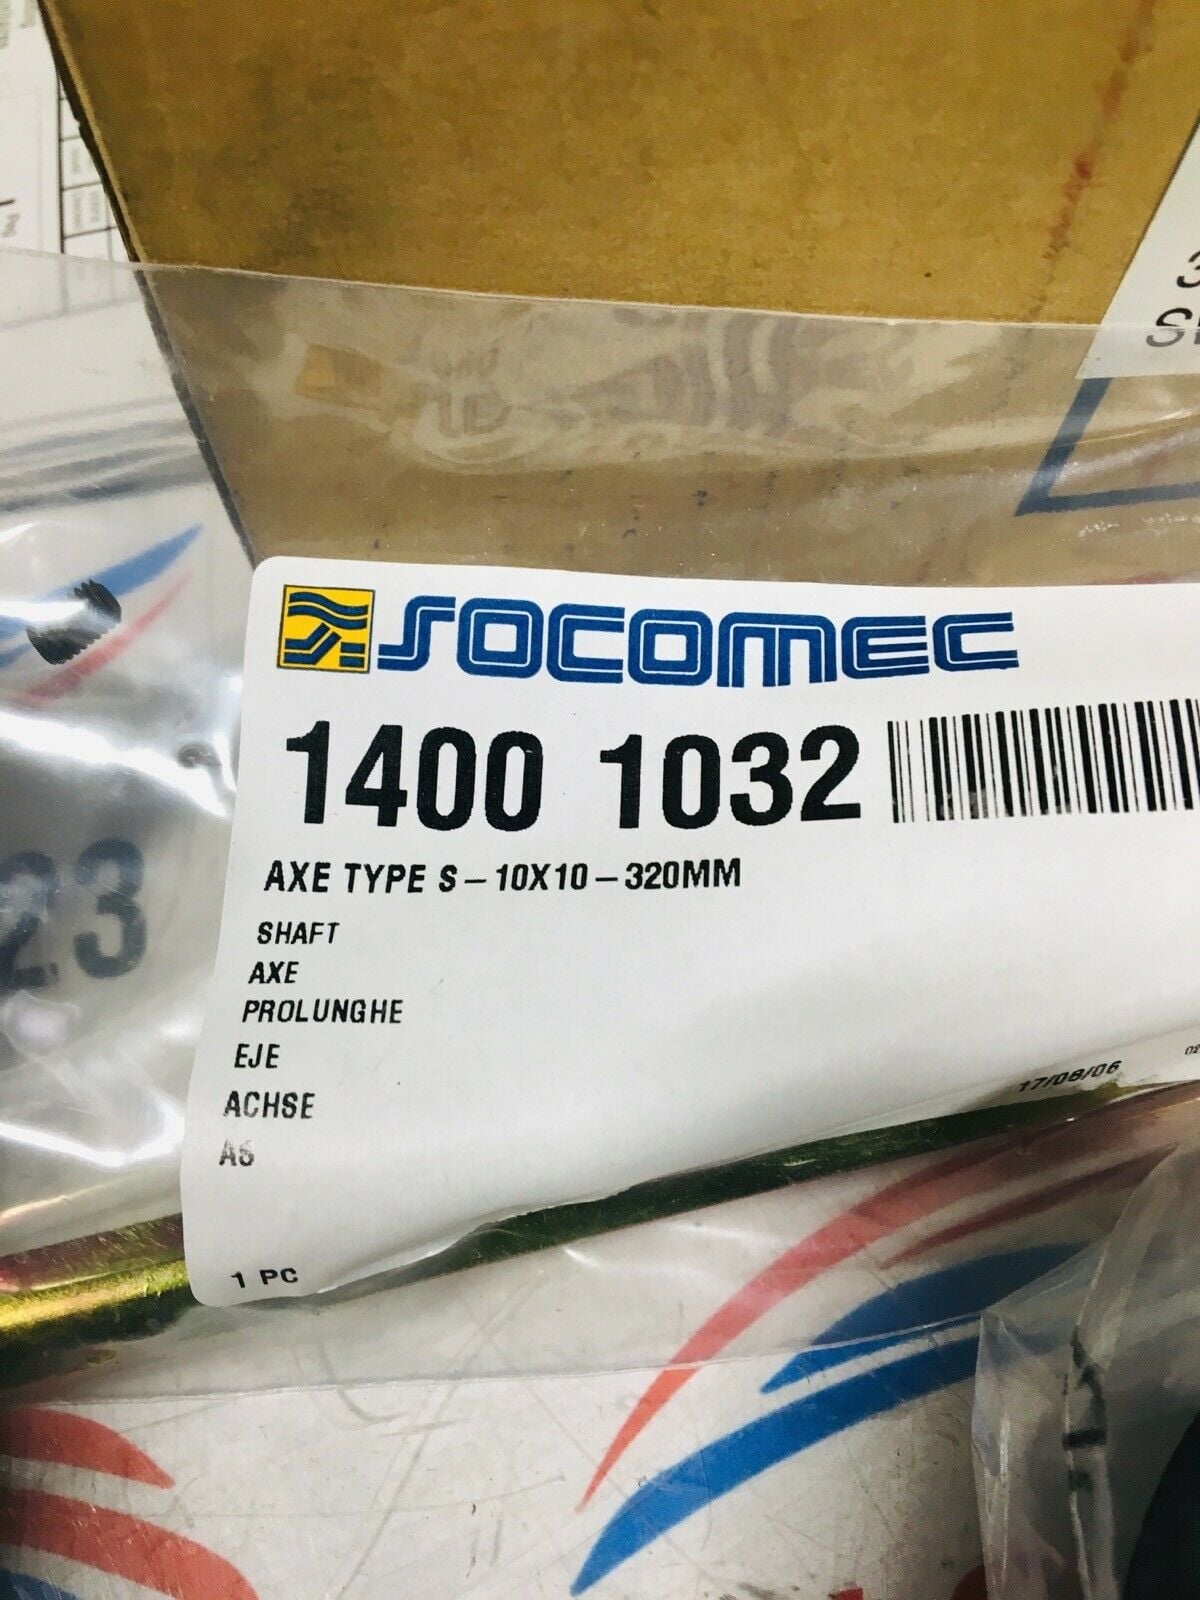 SOCOMEC
1400 1032
AXE TYPE S-10X10-320MM
SHAFT
AXE
PROLUNGHE
EJE
ACHSE
AS
17/08/06
02
1 PC
23